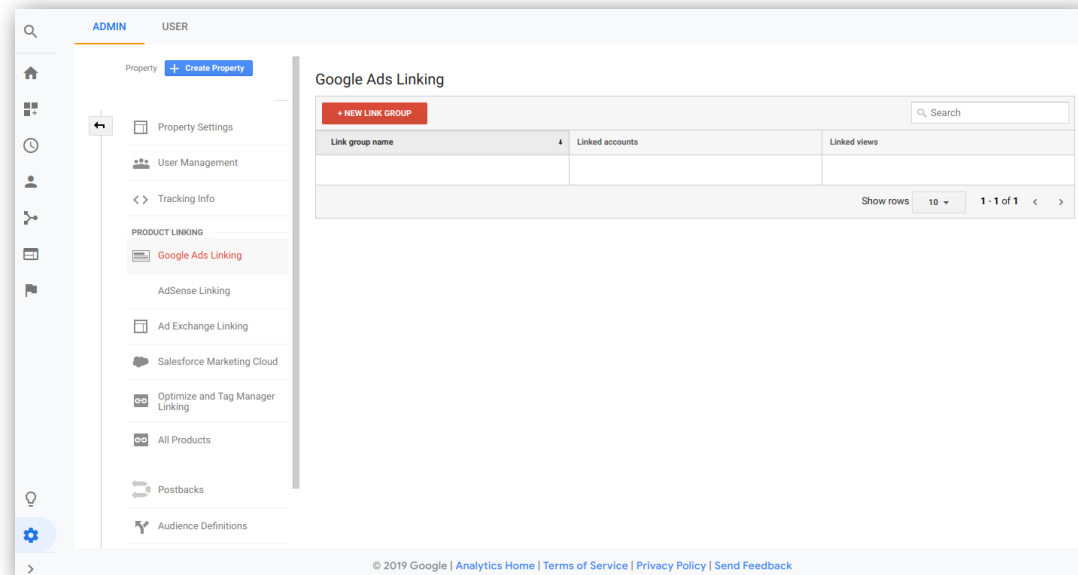 ADMIN USER
Property + Create Property
Property Settings
User Management
Tracking Info
PRODUCT LINKING
Google Ads Linking
AdSense Linking
Ad Exchange Linking
Salesforce Marketing Cloud
Optimize and Tag Manager
Linking
All Products
Postbacks
Audience Definitions
Google Ads Linking
+ NEW LINK GROUP Search
Link group name Linked accounts Linked views
Show rows 10 1 - 1 of 1
© 2019 Google | Analytics Home | Terms of Service | Privacy Policy | Send Feedback